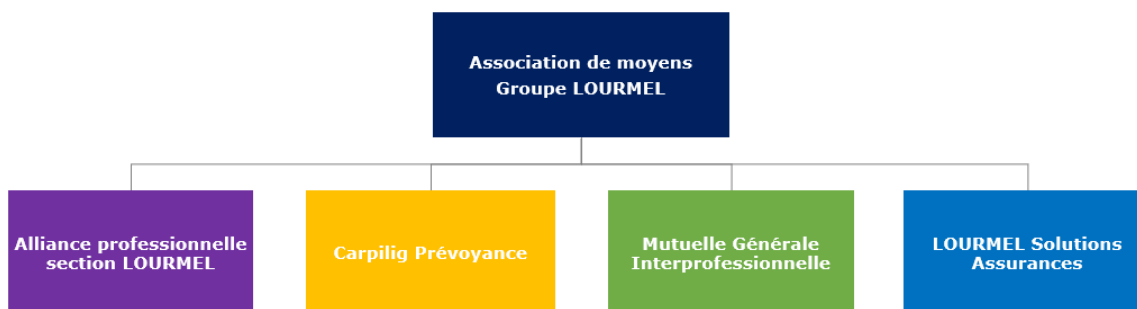 Association de moyens
Groupe LOURMEL
Alliance professionnelle
section LOURMEL
Carpilig Prévoyance
Mutuelle Générale
Interprofessionnelle
LOURMEL Solutions
Assurances